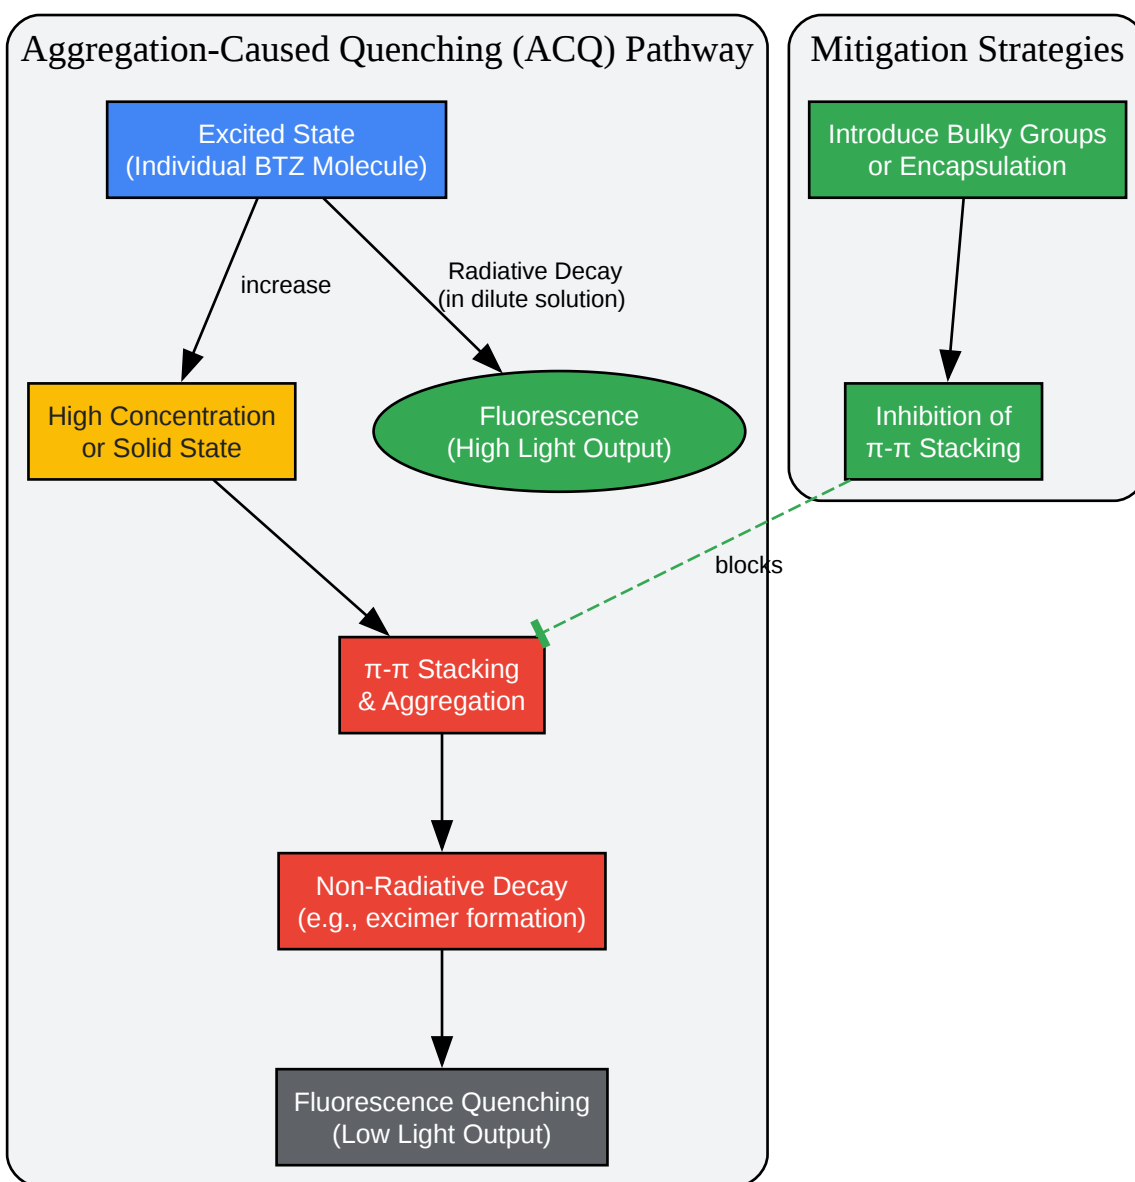 Aggregation-Caused Quenching (ACQ) Pathway
Excited State
(Individual BTZ Molecule)
increase
Radiative Decay
(in dilute solution)
High Concentration
or Solid State
Fluorescence
(High Light Output)
π-π Stacking
& Aggregation
Non-Radiative Decay
(e.g., excimer formation)
Fluorescence Quenching
(Low Light Output)
Mitigation Strategies
Introduce Bulky Groups
or Encapsulation
Inhibition of
π-π Stacking
blocks